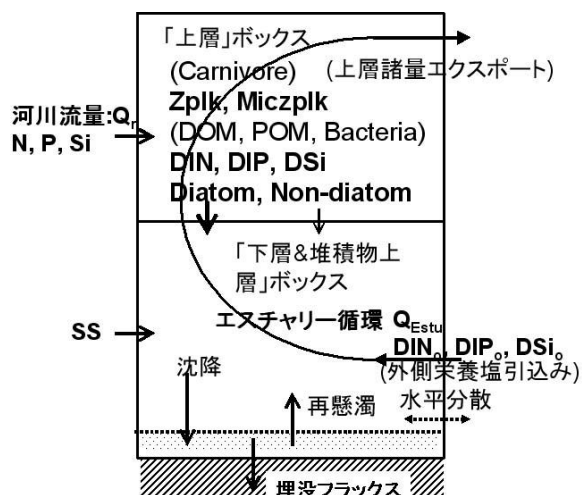 「上層」ボックス
(Carnivore)
(上層諸量エクスポート)
Zplk, Miczplk
河川流量:Qr
(DOM, POM, Bacteria)
N, P, Si
DIN, DIP, DSi
Diatom, Non-diatom
「下層&堆積物上
層」ボックス
エスチャリー循環 QEstu
SS
DINo, DIPo, DSio
(外側栄養塩引込み)
沈降
再懸濁
水平分散
埋没フラックス